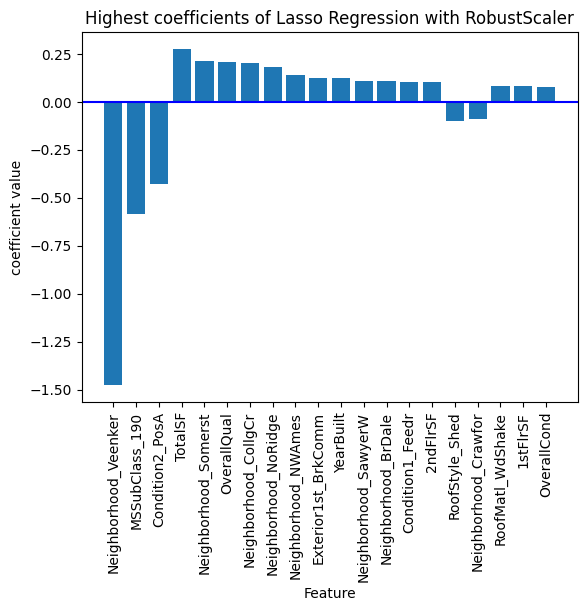 Highest coefficients of Lasso Regression with RobustScaler
coefficient value
0.25
0.00
−0.25
−0.50
−0.75
−1.00
−1.25
−1.50
Neighborhood_Veenker
MSSubClass_190
Condition2_PosA
TotalSF
Neighborhood_Somerst
OverallQual
Neighborhood_CollgCr
Neighborhood_NoRidge
Neighborhood_NWAmes
Exterior1st_BrkComm
YearBuilt
Neighborhood_SawyerW
Neighborhood_BrDale
Condition1_Feedr
2ndFlrSF
RoofStyle_Shed
Neighborhood_Crawfor
RoofMatl_WdShake
1stFlrSF
OverallCond
Feature